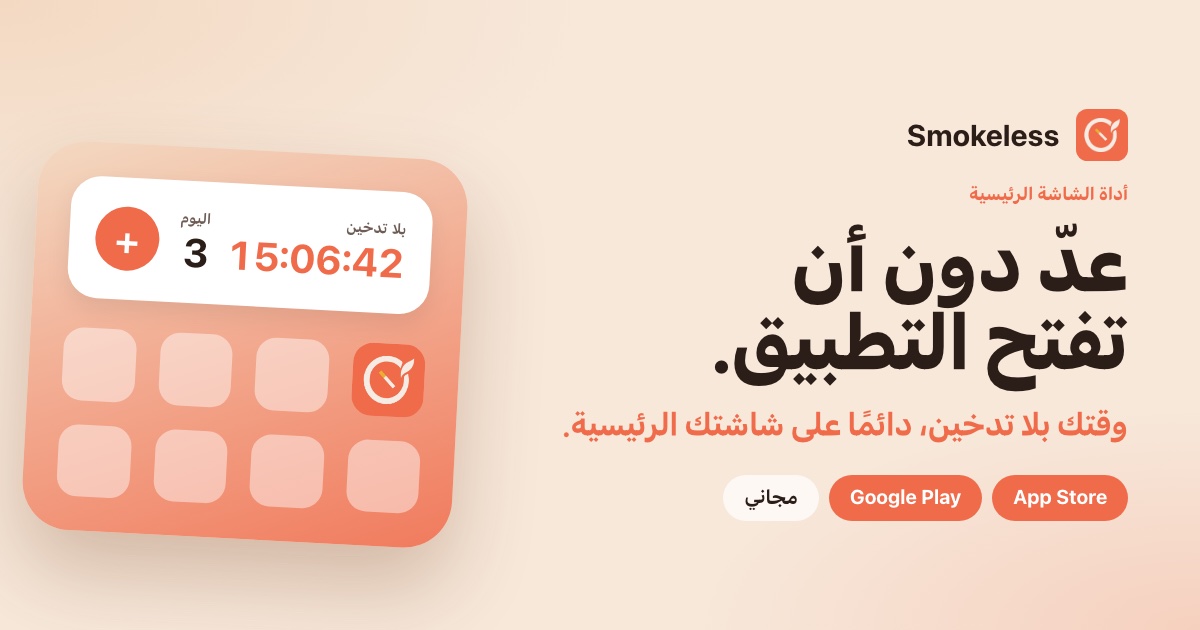 Smokeless
أداة الشاشة الرئيسية
عدّ دون أن
تفتح التطبيق.
وقتك بلا تدخين، دائمًا على شاشتك الرئيسية.
App Store
Google Play
مجاني
بلا تدخين
15:06:42
اليوم
3
+